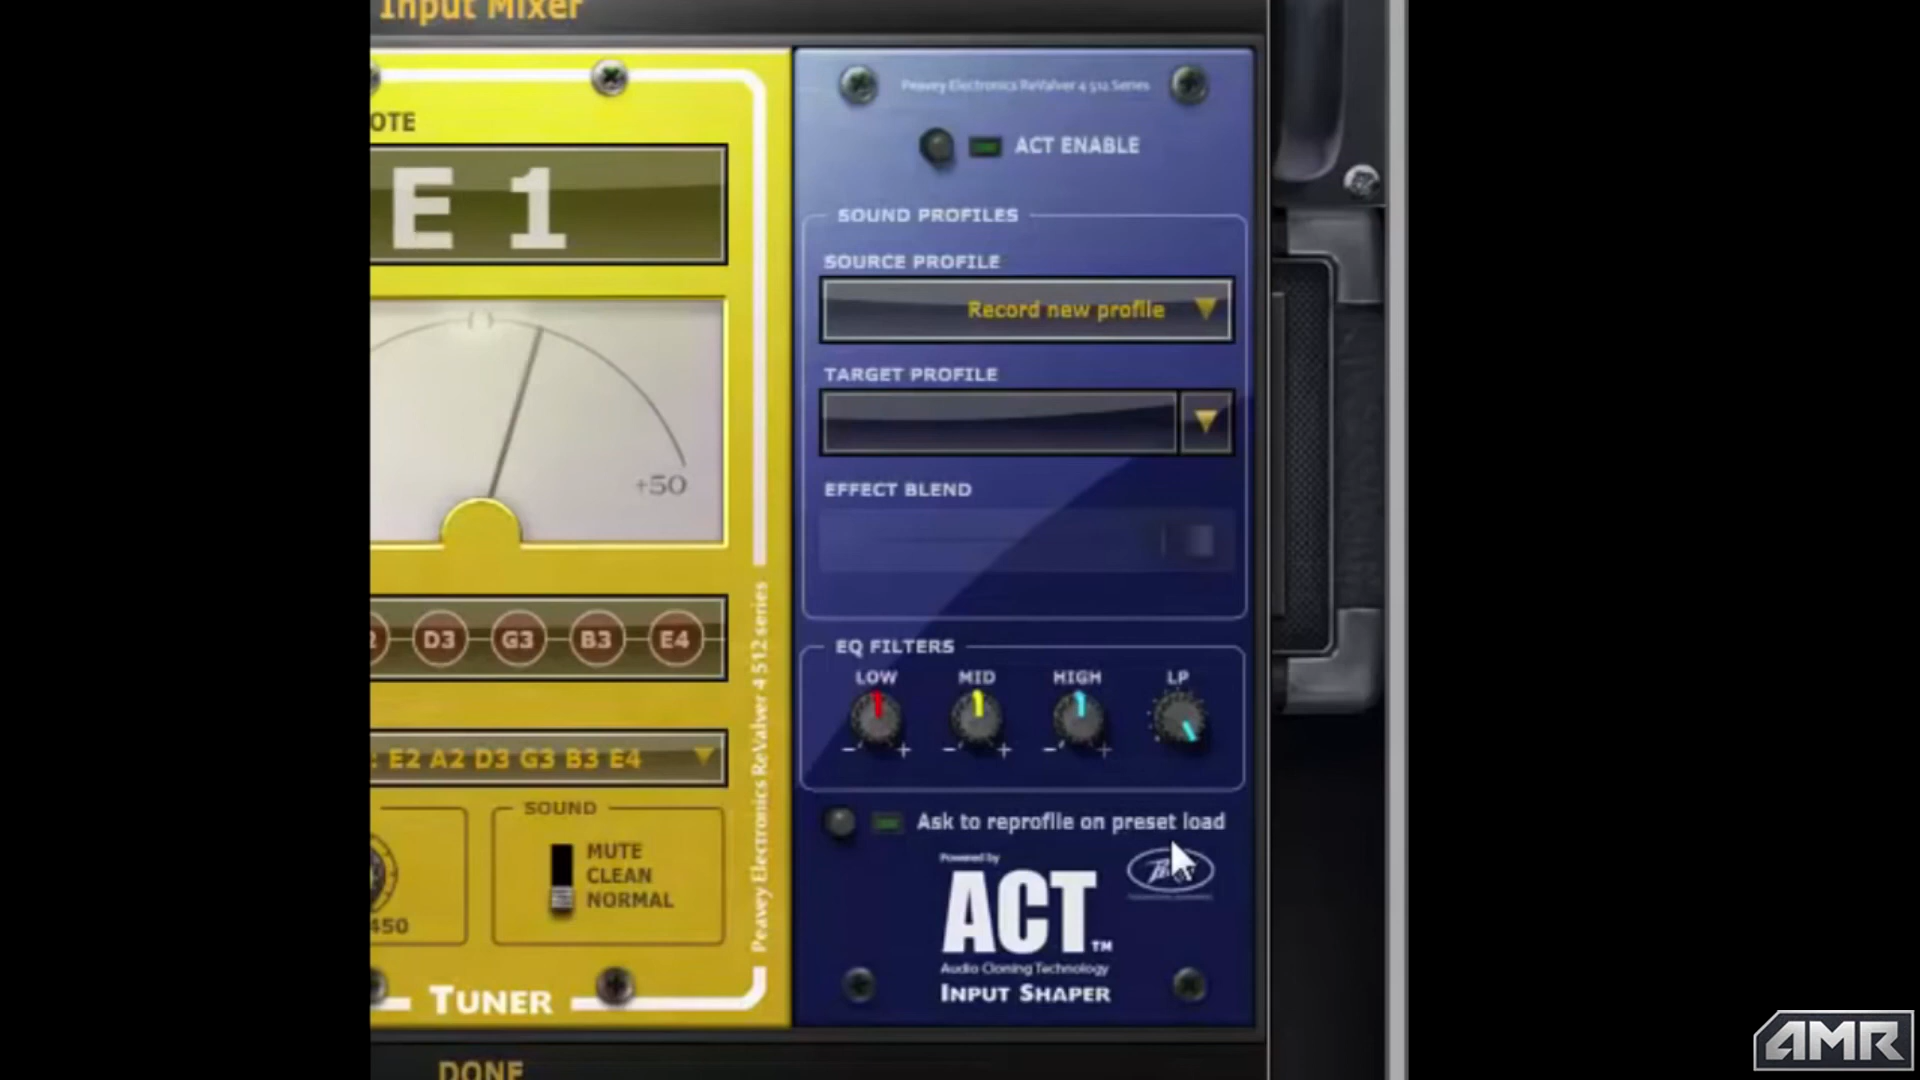 Input Mixer
OTE
E 1
+50
D3 G3 B3 E4
: E2 A2 D3 G3 B3 E4
SOUND
MUTE
CLEAN
NORMAL
450
TUNER
Peavey Electronics ReValver 4 512 series
Peavey Electronics ReValver 4 512 Series
ACT ENABLE
SOUND PROFILES
SOURCE PROFILE
Record new profile
TARGET PROFILE
EFFECT BLEND
EQ FILTERS
LOW MID HIGH LP
- + - + - +
Ask to reprofile on preset load
Powered by
ACT™
Audio Cloning Technology
INPUT SHAPER
DONE
AMR